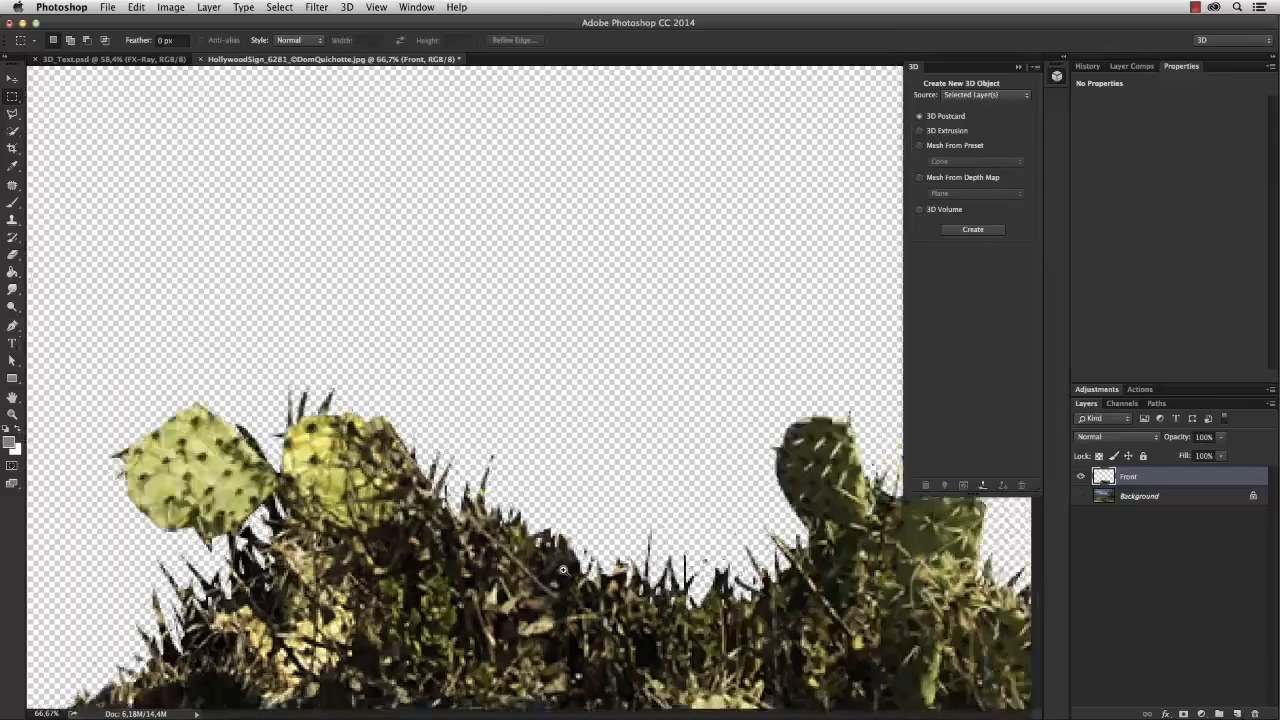 Photoshop File Edit Image Layer Type Select Filter 3D View Window Help
Adobe Photoshop CC 2014
Feather: 0 px Anti-alias Style: Normal Width: Height: Refine Edge... 3D
3D_Text.psd @ 58,4% (FX-Ray, RGB/8) HollywoodSign_6281_©DomQuichotte.jpg @ 66,7% (Front, RGB/8) *
3D
Create New 3D Object
Source: Selected Layer(s)
3D Postcard
3D Extrusion
Mesh From Preset
Cone
Mesh From Depth Map
Plane
3D Volume
Create
History Layer Comps Properties
No Properties
Adjustments Actions
Layers Channels Paths
Kind
Normal Opacity: 100%
Lock: Fill: 100%
Front
Background
66,67% Doc: 6,18M/14,4M